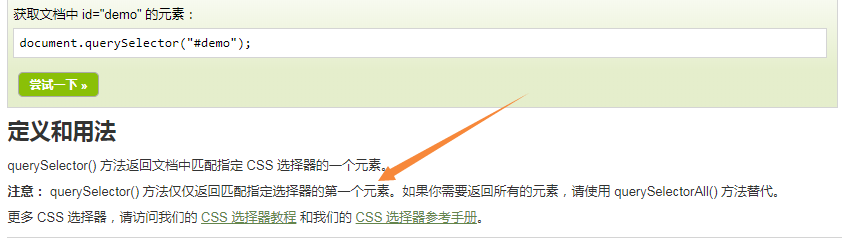 获取文档中 id="demo" 的元素：
document.querySelector("#demo");
尝试一下 »
定义和用法
querySelector() 方法返回文档中匹配指定 CSS 选择器的一个元素。
注意： querySelector() 方法仅仅返回匹配指定选择器的第一个元素。如果你需要返回所有的元素，请使用 querySelectorAll() 方法替代。
更多 CSS 选择器，请访问我们的 CSS 选择器教程 和我们的 CSS 选择器参考手册。